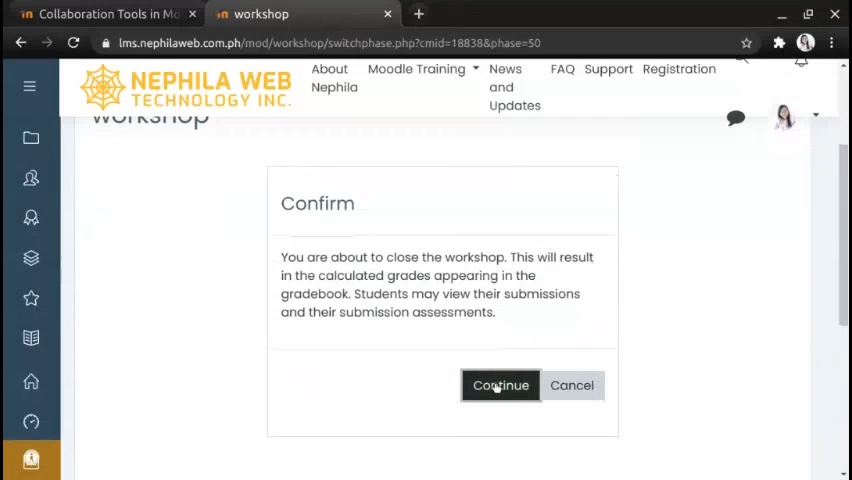 Collaboration Tools in Mo
workshop
lms.nephilaweb.com.ph/mod/workshop/switchphase.php?cmid=18838&phase=50
NEPHILA WEB
TECHNOLOGY INC.
About
Nephila
Moodle Training
News
and
Updates
FAQ
Support
Registration
workshop
Confirm
You are about to close the workshop. This will result
in the calculated grades appearing in the
gradebook. Students may view their submissions
and their submission assessments.
Continue
Cancel